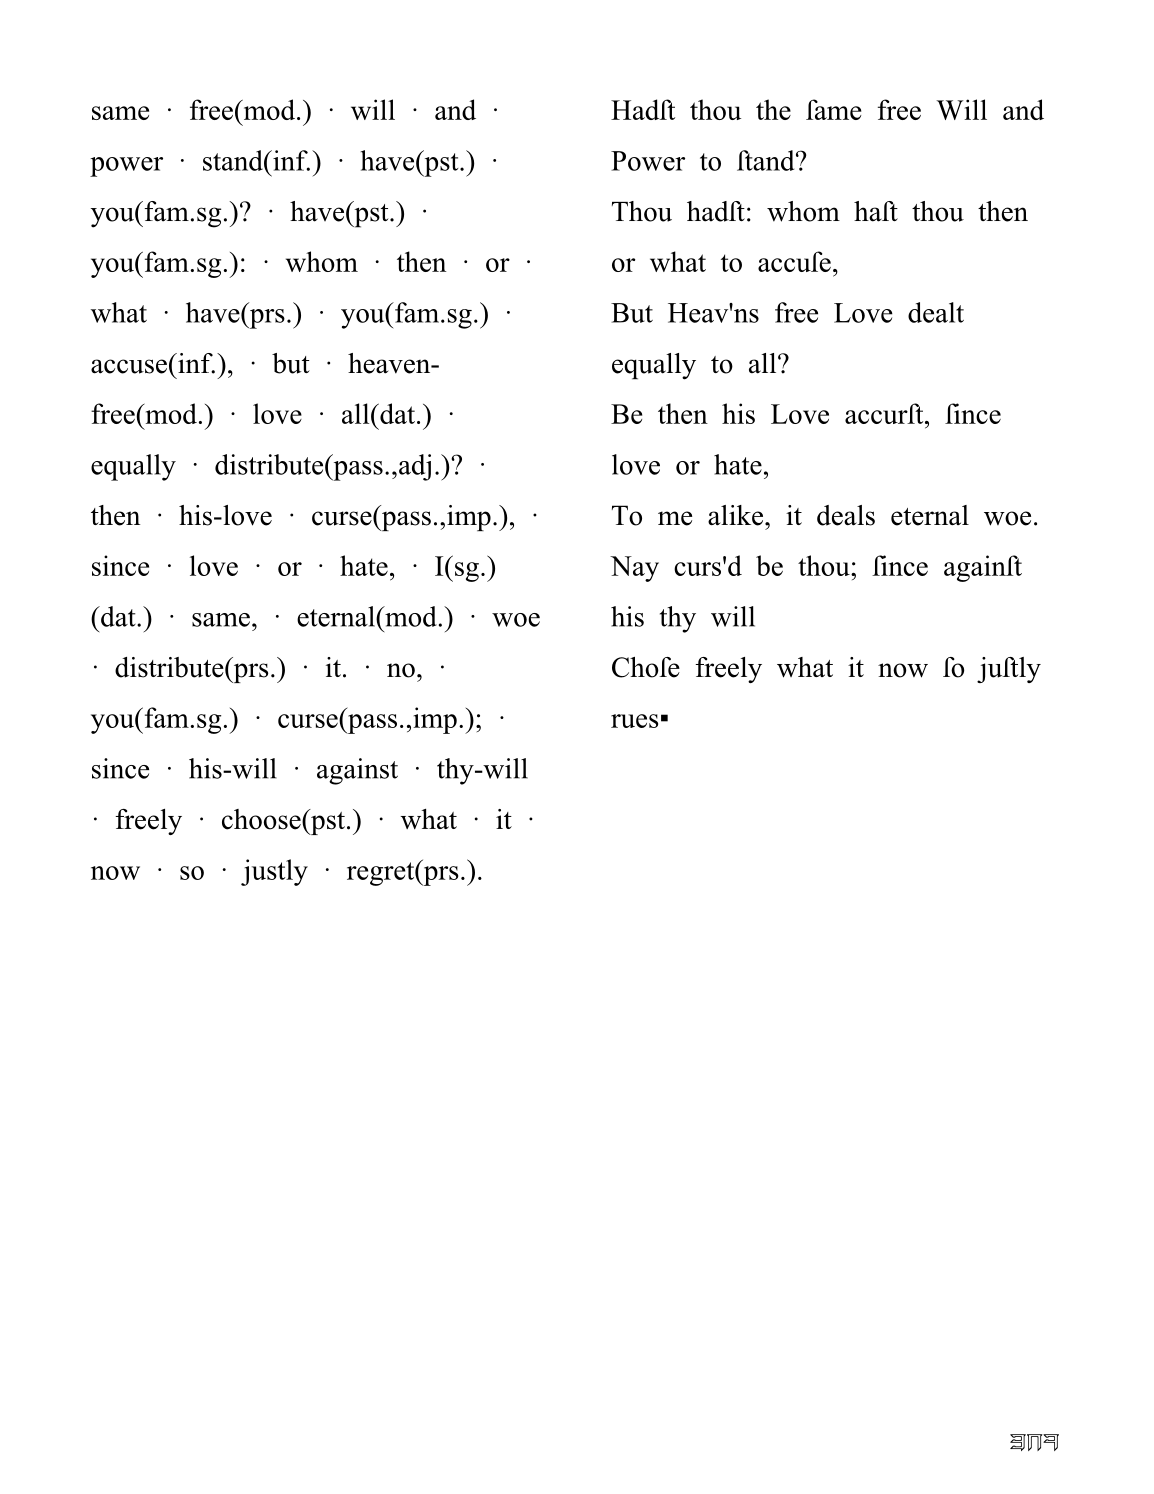 same · free(mod.) · will · and ·
power · stand(inf.) · have(pst.) ·
you(fam.sg.)? · have(pst.) ·
you(fam.sg.): · whom · then · or ·
what · have(prs.) · you(fam.sg.) ·
accuse(inf.), · but · heaven-
free(mod.) · love · all(dat.) ·
equally · distribute(pass.,adj.)? ·
then · his-love · curse(pass.,imp.), ·
since · love · or · hate, · I(sg.)
(dat.) · same, · eternal(mod.) · woe
· distribute(prs.) · it. · no, ·
you(fam.sg.) · curse(pass.,imp.); ·
since · his-will · against · thy-will
· freely · choose(pst.) · what · it ·
now · so · justly · regret(prs.).
Hadſt thou the ſame free Will and
Power to ſtand?
Thou hadſt: whom haſt thou then
or what to accuſe,
But Heav'ns free Love dealt
equally to all?
Be then his Love accurſt, ſince
love or hate,
To me alike, it deals eternal woe.
Nay curs'd be thou; ſince againſt
his thy will
Choſe freely what it now ſo juſtly
rues▪